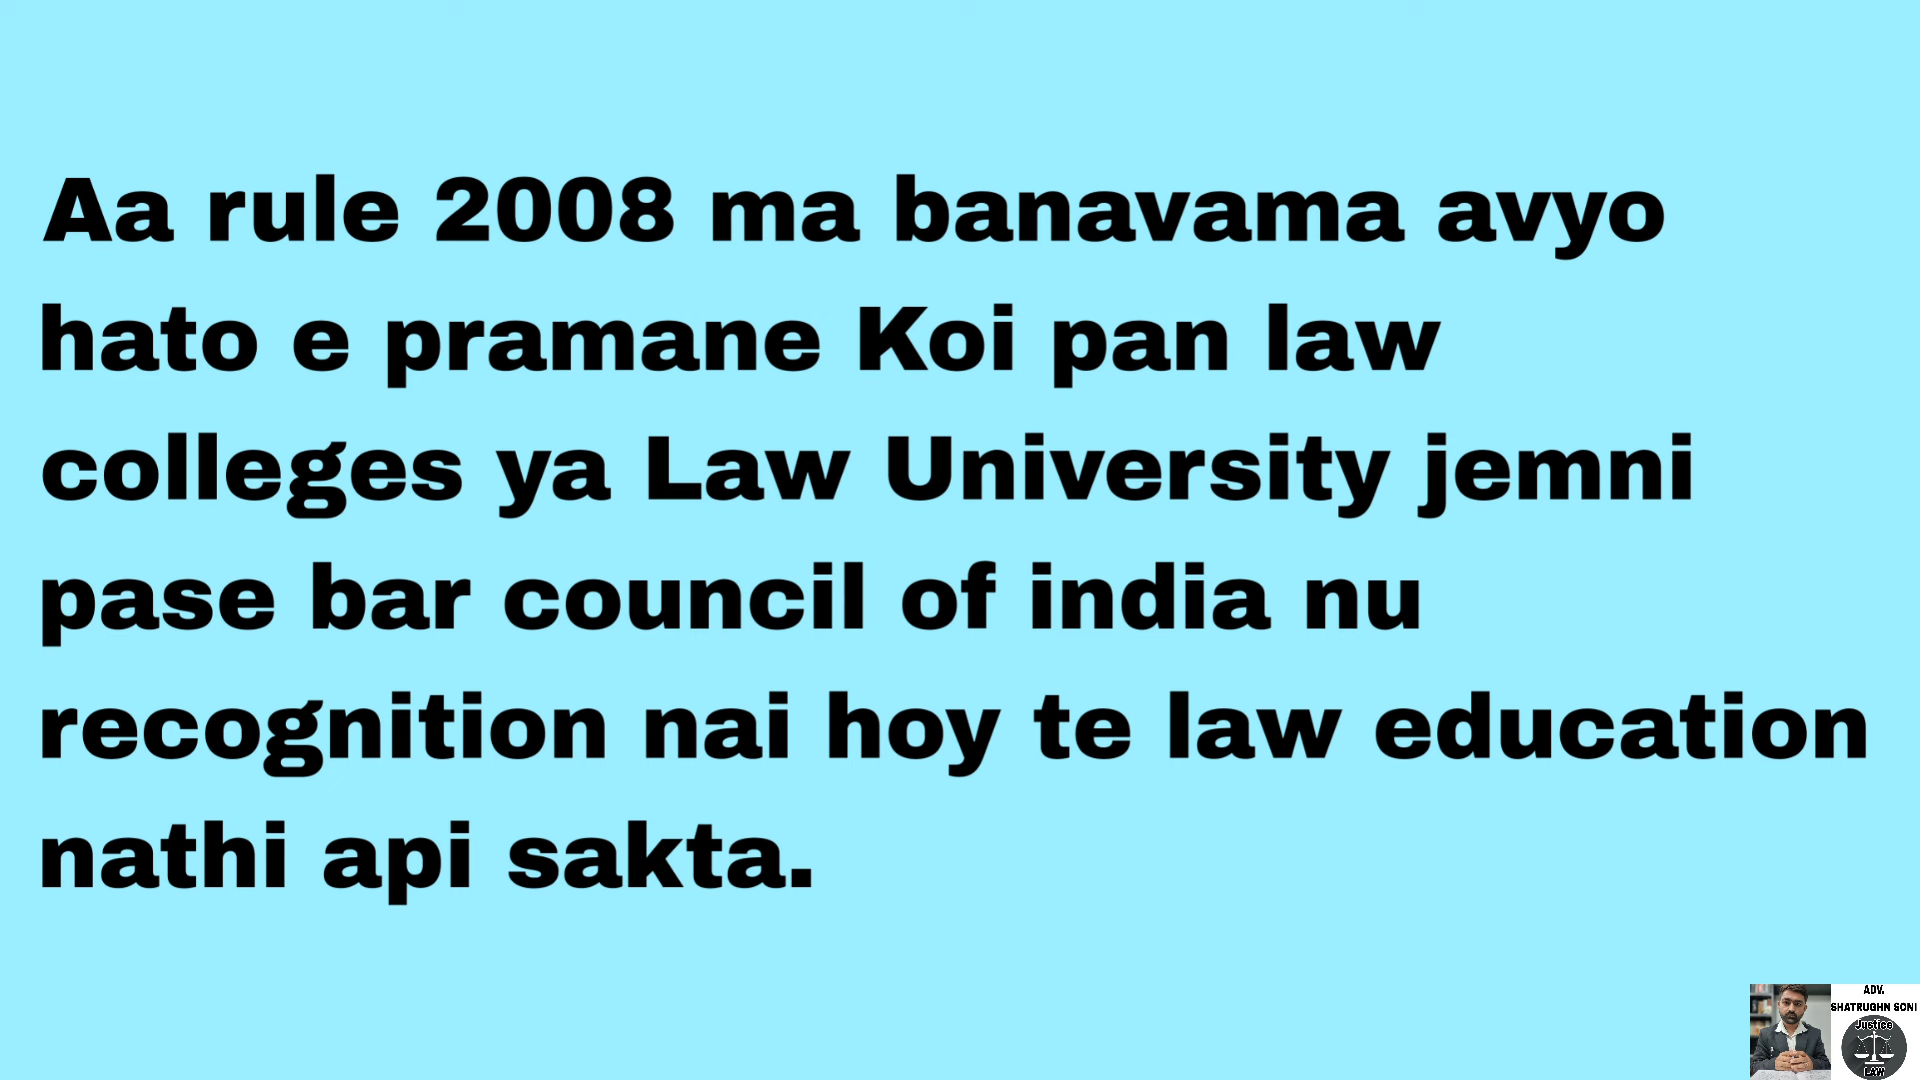 Aa rule 2008 ma banavama avyo
hato e pramane Koi pan law
colleges ya Law University jemni
pase bar council of india nu
recognition nai hoy te law education
nathi api sakta.
ADV.
SHATRUGHN SONI
Justice
LAW